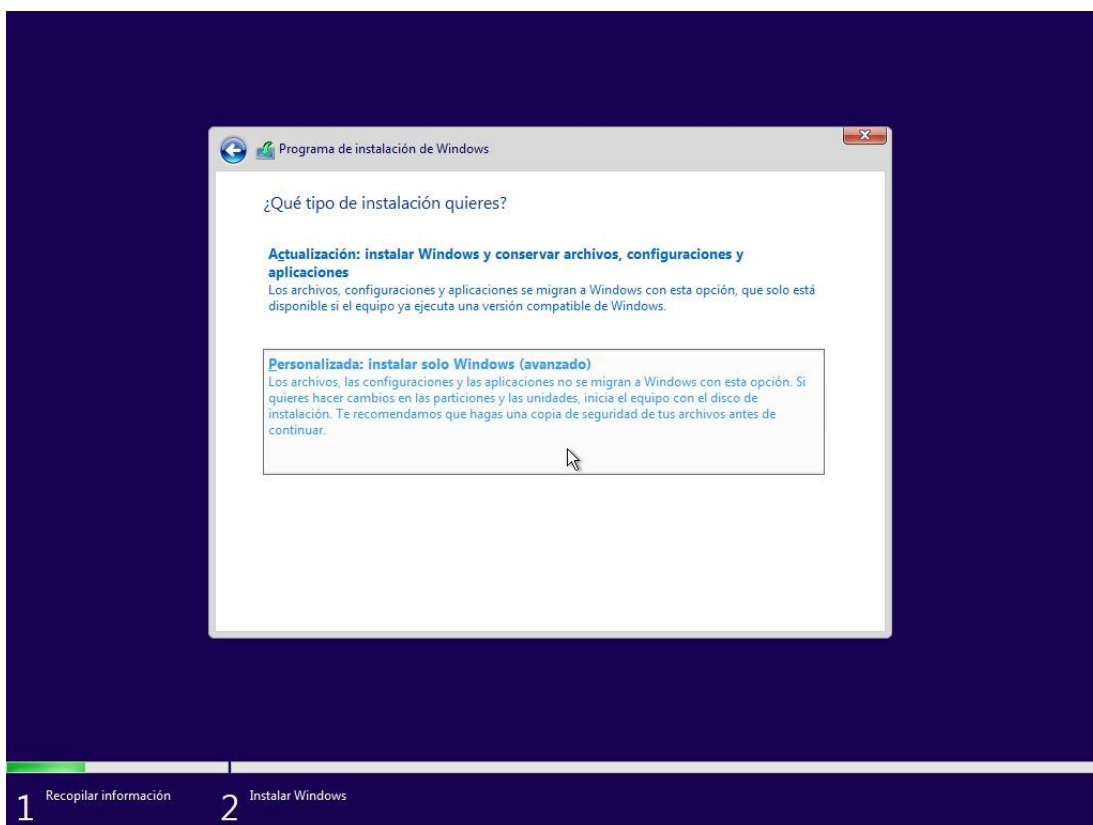 Programa de instalación de Windows
¿Qué tipo de instalación quieres?
Actualización: instalar Windows y conservar archivos, configuraciones y
aplicaciones
Los archivos, configuraciones y aplicaciones se migran a Windows con esta opción, que solo está
disponible si el equipo ya ejecuta una versión compatible de Windows.
Personalizada: instalar solo Windows (avanzado)
Los archivos, las configuraciones y las aplicaciones no se migran a Windows con esta opción. Si
quieres hacer cambios en las particiones y las unidades, inicia el equipo con el disco de
instalación. Te recomendamos que hagas una copia de seguridad de tus archivos antes de
continuar.
1 Recopilar información
2 Instalar Windows